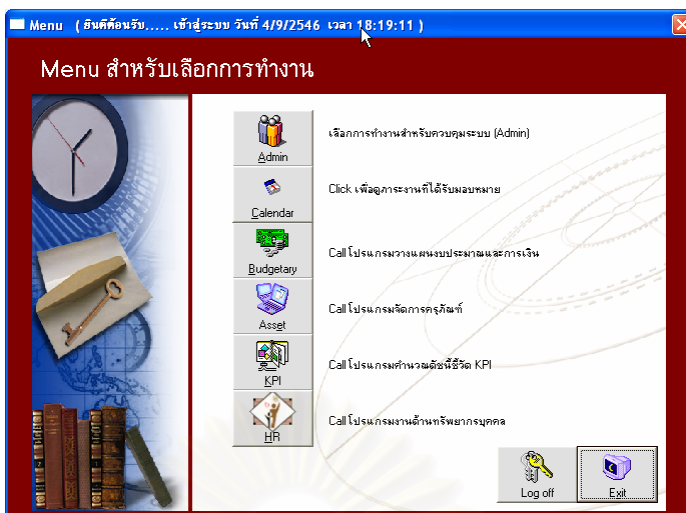 Menu ( ยินดีต้อนรับ..... เข้าสู่ระบบ วันที่ 4/9/2546 เวลา 18:19:11 )
Menu สำหรับเลือกการทำงาน
Admin
เลือกการทำงานสำหรับควบคุมระบบ (Admin)
Calendar
Click เพื่อดูภาระงานที่ได้รับมอบหมาย
Budgetary
Call โปรแกรมวางแผนงบประมาณและการเงิน
Asset
Call โปรแกรมจัดการครุภัณฑ์
KPI
Call โปรแกรมคำนวณดัชนีชี้วัด KPI
HR
Call โปรแกรมงานด้านทรัพยากรบุคคล
Log off
Exit